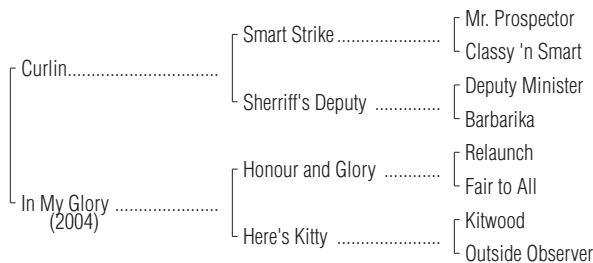 Mr. Prospector
Smart Strike
Classy 'n Smart
Curlin
Deputy Minister
Sherriff's Deputy
Barbarika
Relaunch
Honour and Glory
Fair to All
In My Glory
(2004)
Kitwood
Here's Kitty
Outside Observer